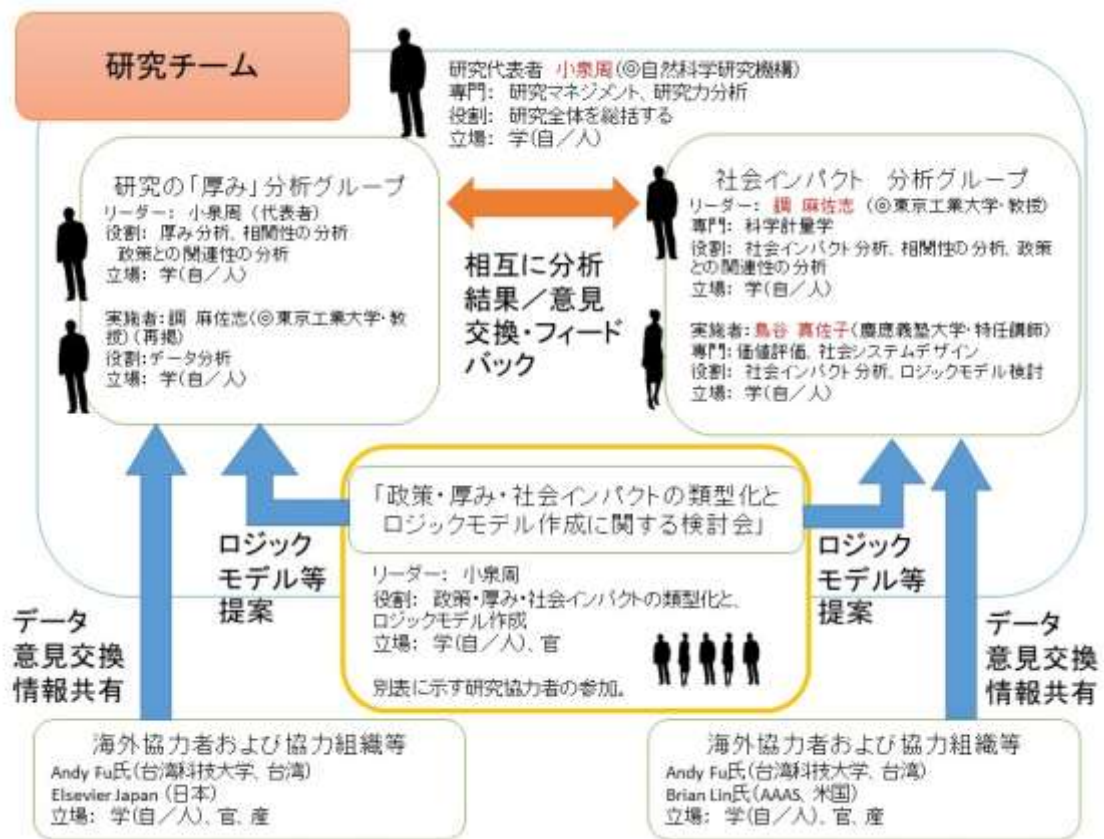 研究チーム
研究代表者 小泉周(◎自然科学研究機構)
専門: 研究マネジメント、研究力分析
役割: 研究全体を総括する
立場: 学(自／人)
研究の「厚み」分析グループ
リーダー: 小泉周 (代表者)
役割: 厚み分析、相関性の分析
政策との関連性の分析
立場: 学(自／人)
実施者:調 麻佐志(◎東京工業大学・教
授)(再掲)
役割:データ分析
立場: 学(自／人)
相互に分析
結果／意見
交換・フィード
バック
社会インパクト 分析グループ
リーダー: 調 麻佐志 (◎東京工業大学・教授)
専門: 科学計量学
役割: 社会インパクト分析、相関性の分析、政策
との関連性の分析
立場: 学(自／人)
実施者:鳥谷 真佐子(慶應義塾大学・特任講師)
専門:価値評価、社会システムデザイン
役割: 社会インパクト分析、ロジックモデル検討
立場: 学(自／人)
「政策・厚み・社会インパクトの類型化と
ロジックモデル作成に関する検討会」
リーダー: 小泉周
役割: 政策・厚み・社会インパクトの類型化と、
ロジックモデル作成
立場: 学(自／人)、官
別表に示す研究協力者の参加。
ロジック
モデル等
提案
ロジック
モデル等
提案
データ
意見交換
情報共有
データ
意見交換
情報共有
海外協力者および協力組織等
Andy Fu氏(台湾科技大学、台湾)
Elsevier Japan (日本)
立場: 学(自／人)、官、産
海外協力者および協力組織等
Andy Fu氏(台湾科技大学、台湾)
Brian Lin氏(AAAS、米国)
立場: 学(自／人)、官、産